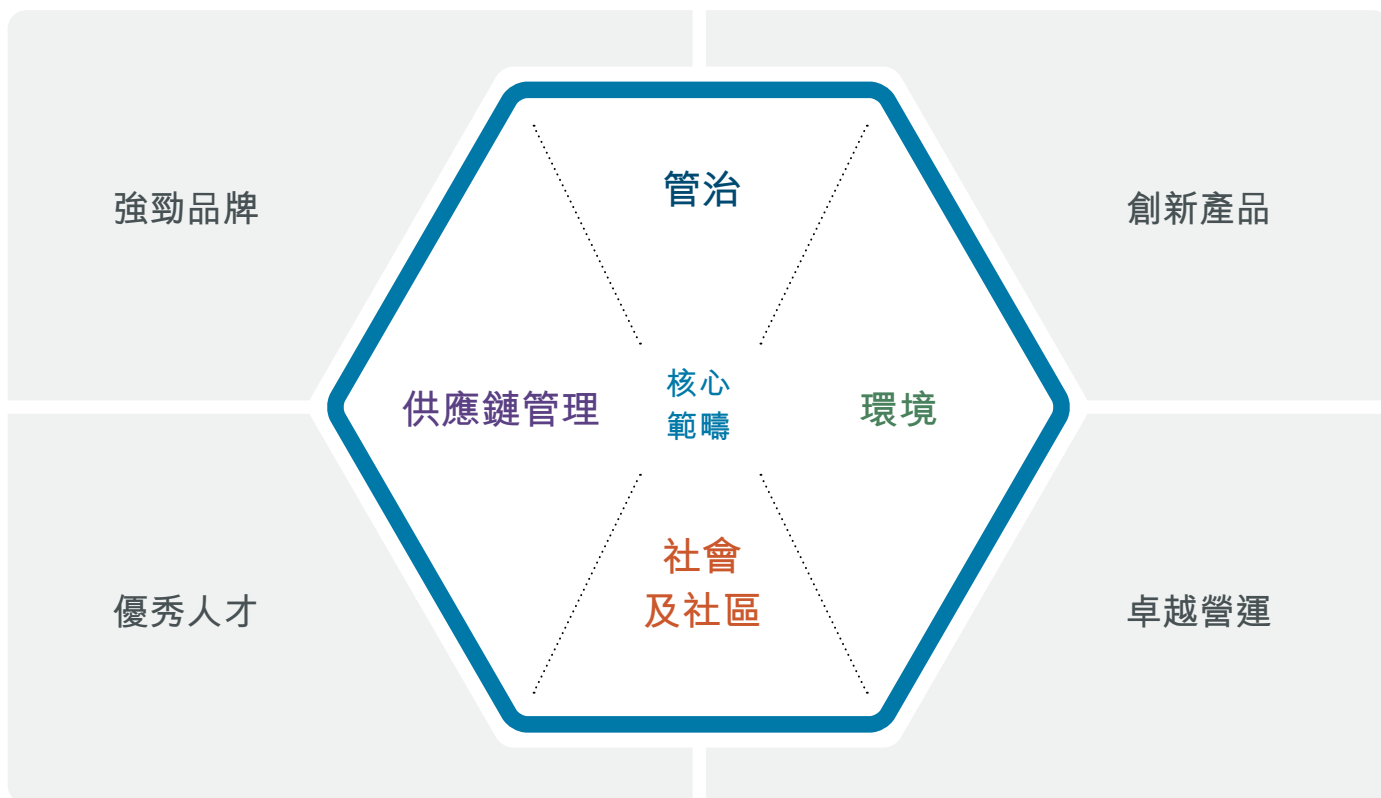 強勁品牌
創新產品
管治
供應鏈管理
核心
範疇
環境
社會
及社區
優秀人才
卓越營運